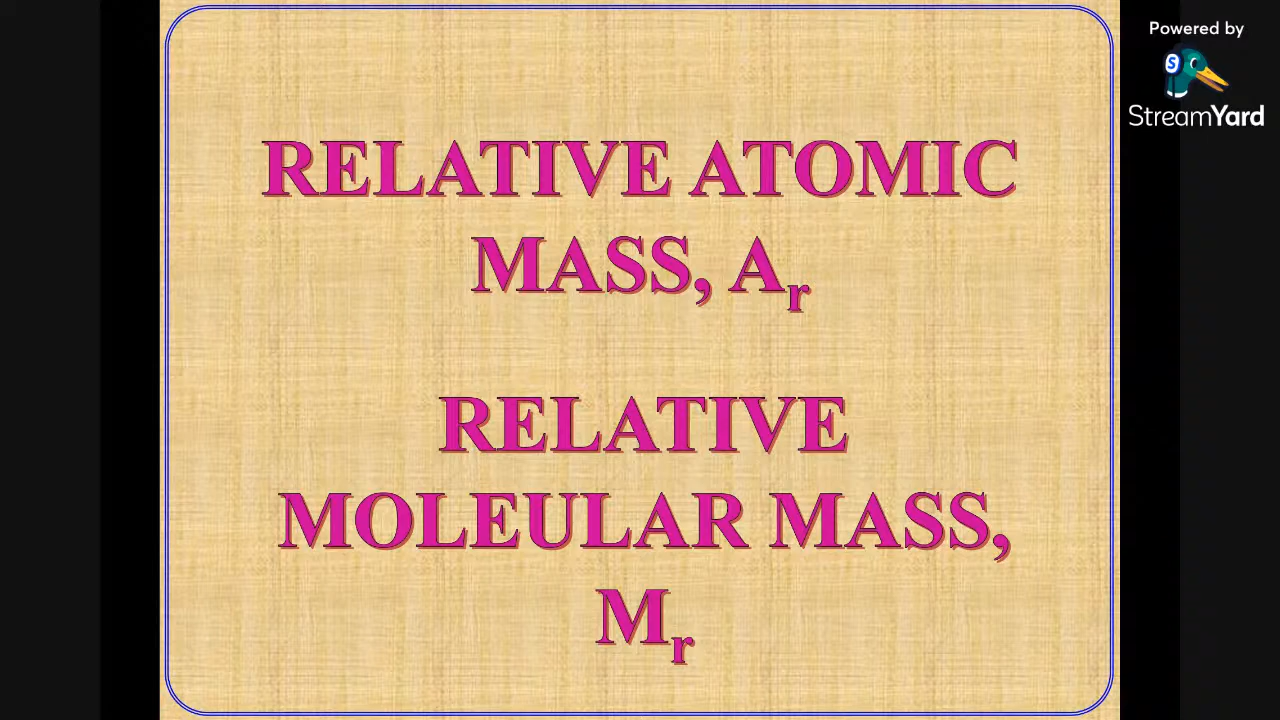 RELATIVE ATOMIC
MASS, Ar
RELATIVE
MOLEULAR MASS,
Mr
Powered by
StreamYard